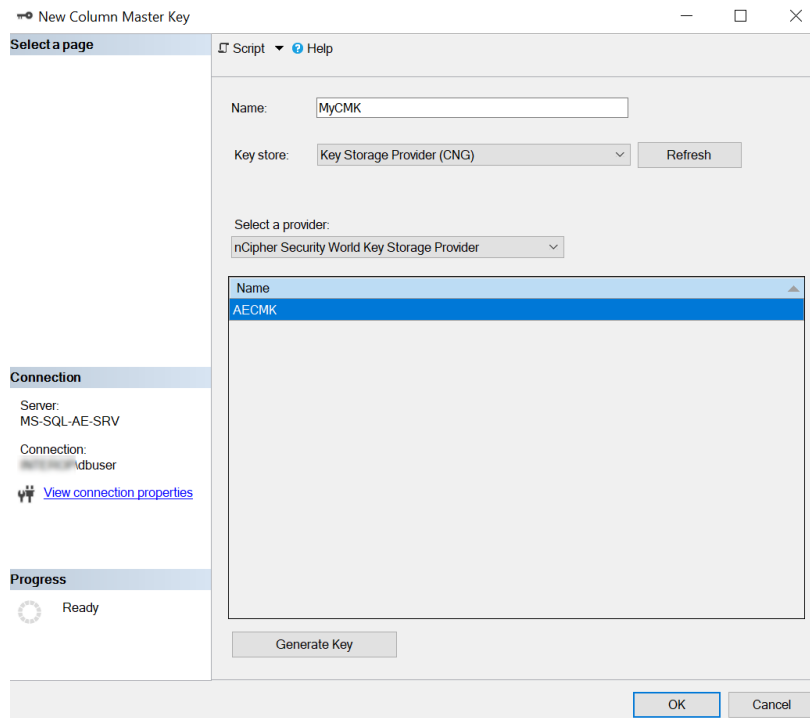 New Column Master Key
Select a page
Script Help
Name: MyCMK
Key store: Key Storage Provider (CNG) Refresh
Select a provider:
nCipher Security World Key Storage Provider
Name
AECMK
Generate Key
Connection
Server:
MS-SQL-AE-SRV
Connection:
\dbuser
View connection properties
Progress
Ready
OK Cancel